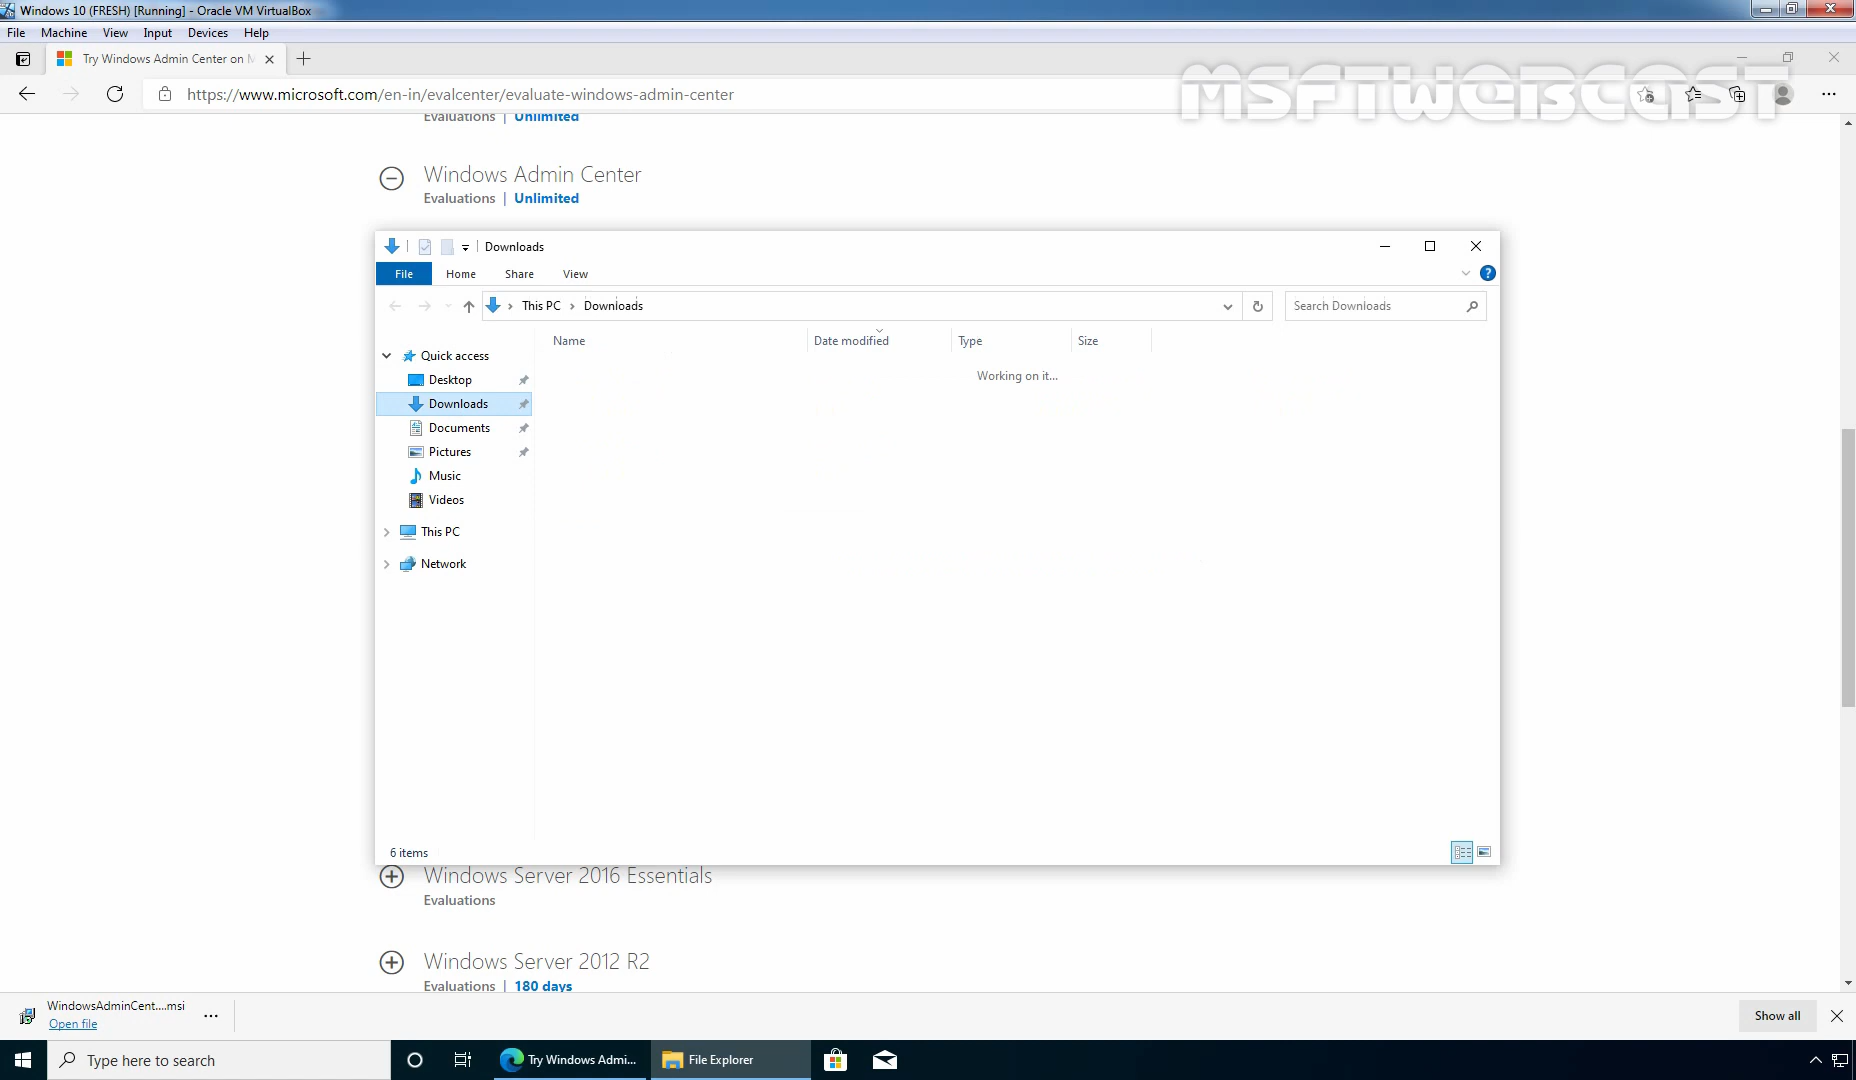 Windows 10 (FRESH) [Running] - Oracle VM VirtualBox
File Machine View Input Devices Help
Try Windows Admin Center on M
https://www.microsoft.com/en-in/evalcenter/evaluate-windows-admin-center
MSFTWEBCAST
Evaluations | Unlimited
Windows Admin Center
Evaluations | Unlimited
Downloads
File Home Share View
This PC Downloads
Search Downloads
Name Date modified Type Size
Working on it...
Quick access
Desktop
Downloads
Documents
Pictures
Music
Videos
This PC
Network
6 items
Windows Server 2016 Essentials
Evaluations
Windows Server 2012 R2
Evaluations | 180 days
WindowsAdminCent....msi
Open file
Show all
Type here to search
Try Windows Admi...
File Explorer